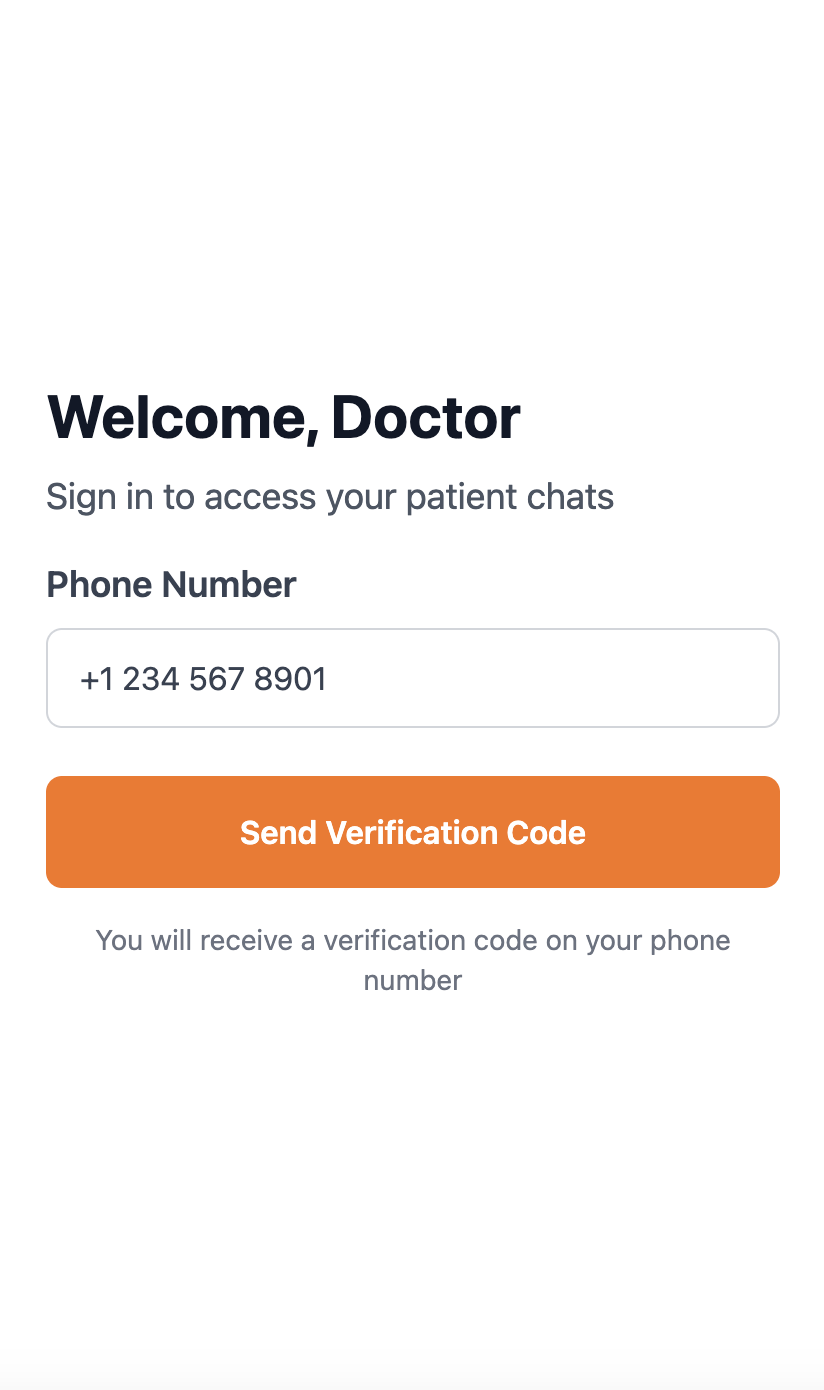 Welcome, Doctor
Sign in to access your patient chats
Phone Number
+1 234 567 8901
Send Verification Code
You will receive a verification code on your phone
number